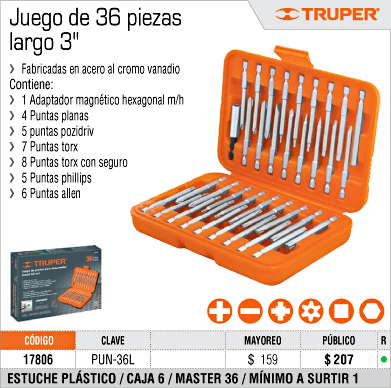 Juego de 36 piezas
largo 3"
TRUPER
› Fabricadas en acero al cromo vanadio
Contiene:
› 1 Adaptador magnético hexagonal m/h
› 4 Puntas planas
› 5 puntas pozidriv
› 7 Puntas torx
› 8 Puntas torx con seguro
› 5 Puntas phillips
› 6 Puntas allen
TRUPER
36
CÓDIGO CLAVE MAYOREO PÚBLICO R
17806 PUN-36L $ 159 $ 207
ESTUCHE PLÁSTICO / CAJA 6 / MASTER 36 / MÍNIMO A SURTIR 1